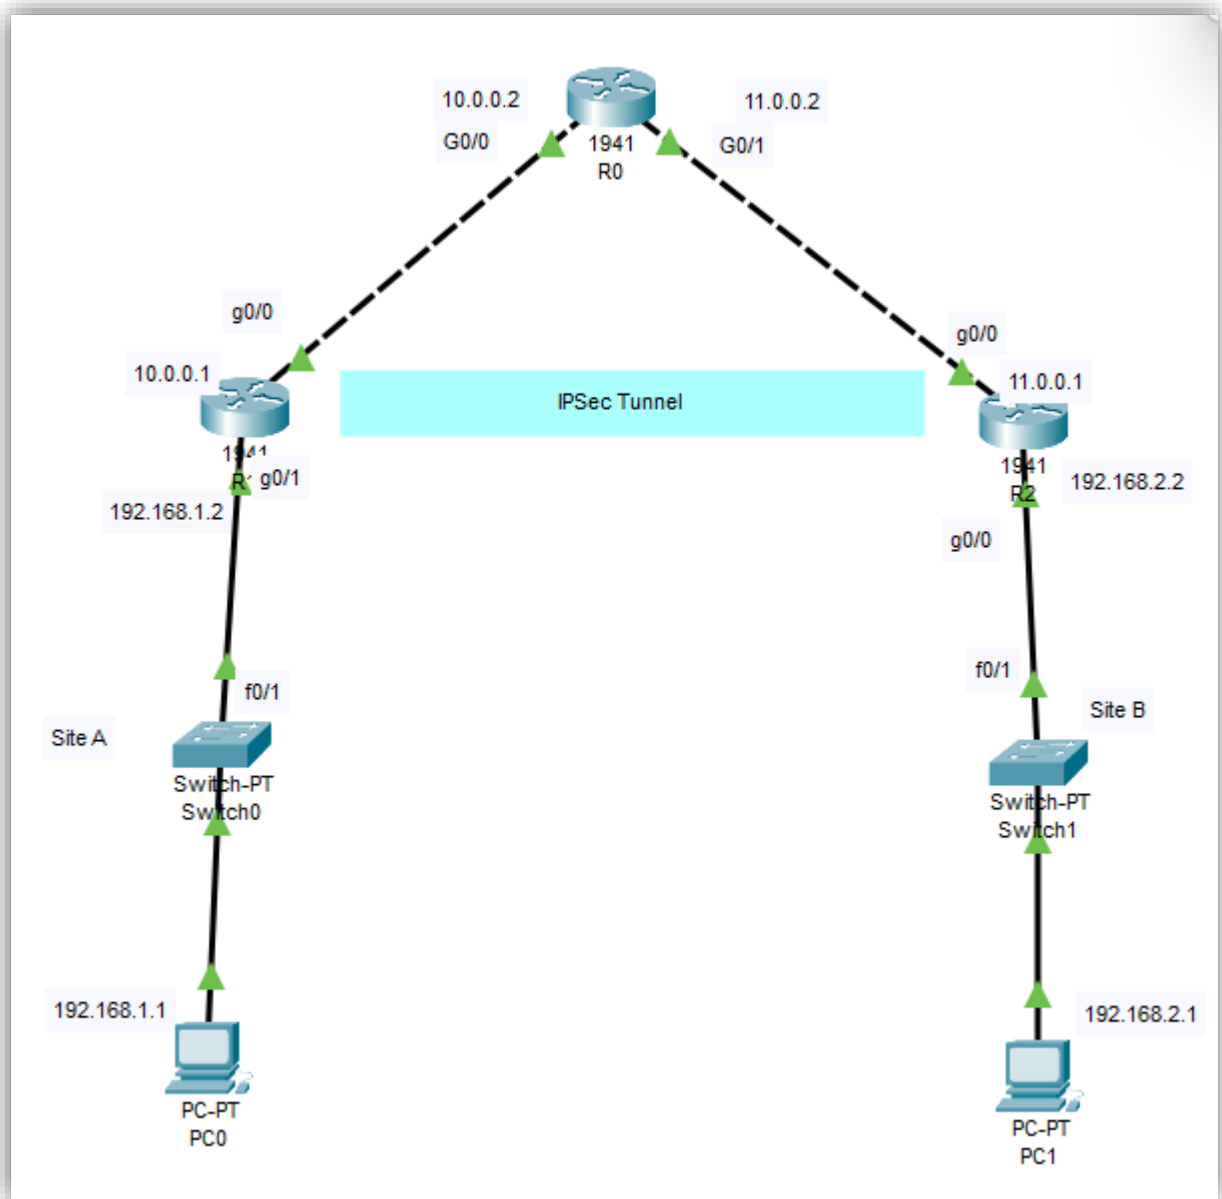 10.0.0.2
11.0.0.2
G0/0
1941
G0/1
R0
g0/0
g0/0
10.0.0.1
11.0.0.1
IPSec Tunnel
1941
g0/1
192.168.1.2
1941
R2
192.168.2.2
g0/0
f0/1
f0/1
Site A
Site B
Switch-PT
Switch0
Switch-PT
Switch1
192.168.1.1
192.168.2.1
PC-PT
PC0
PC-PT
PC1